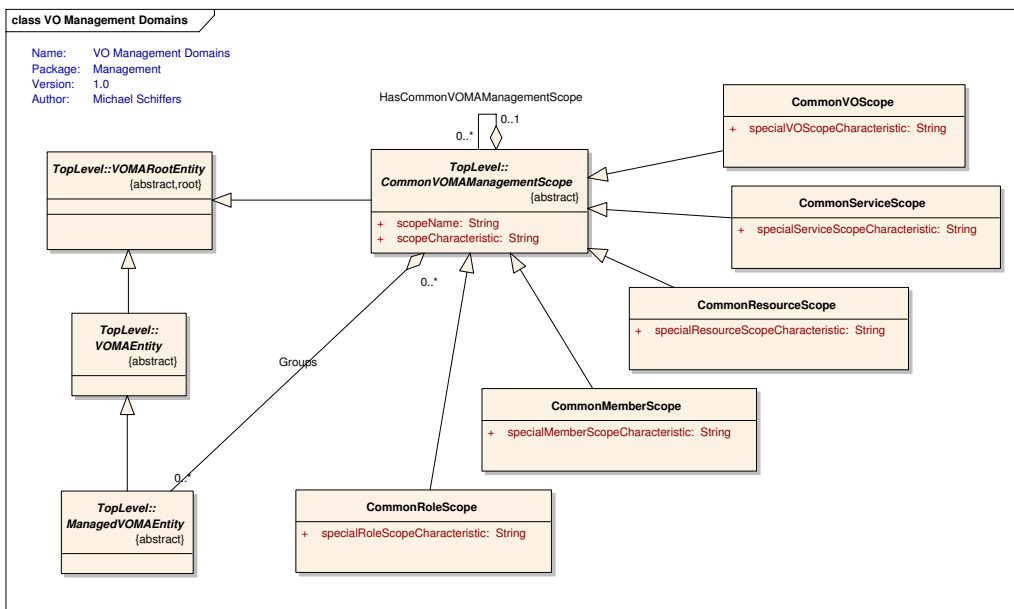 class VO Management Domains
Name: VO Management Domains
Package: Management
Version: 1.0
Author: Michael Schiffers
HasCommonVOMAManagementScope
0..1
0..*
CommonVOScope
+ specialVOScopeCharacteristic: String
TopLevel::VOMARootEntity
{abstract,root}
TopLevel::
CommonVOMAManagementScope
{abstract}
+ scopeName: String
+ scopeCharacteristic: String
CommonServiceScope
+ specialServiceScopeCharacteristic: String
0..*
CommonResourceScope
+ specialResourceScopeCharacteristic: String
TopLevel::
VOMAEntity
{abstract}
Groups
CommonMemberScope
+ specialMemberScopeCharacteristic: String
0..*
TopLevel::
ManagedVOMAEntity
{abstract}
CommonRoleScope
+ specialRoleScopeCharacteristic: String